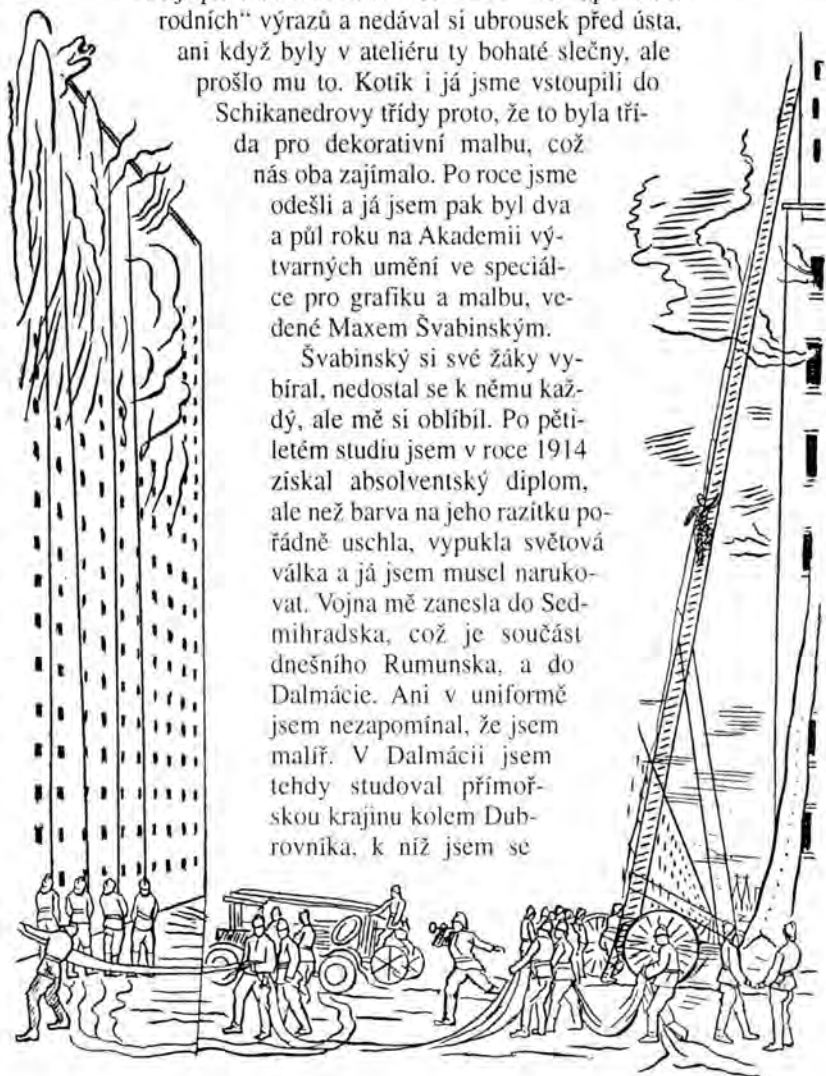 rodních“ výrazů a nedával si ubrousek před ústa,
ani když byly v ateliéru ty bohaté slečny, ale
prošlo mu to. Kotík i já jsme vstoupili do
Schikanedrovy třídy proto, že to byla tří-
da pro dekorativní malbu, což
nás oba zajímalo. Po roce jsme
odešli a já jsem pak byl dva
a půl roku na Akademii vý-
tvarných umění ve speciál-
ce pro grafiku a malbu, ve-
dené Maxem Švabinským.
Švabinský si své žáky vy-
bíral, nedostal se k němu kaž-
dý, ale mě si oblíbil. Po pěti-
letém studiu jsem v roce 1914
získal absolventský diplom,
ale než barva na jeho razítku po-
řádně uschla, vypukla světová
válka a já jsem musel naruko-
vat. Vojna mě zanesla do Sed-
mihradska, což je součást
dnešního Rumunska, a do
Dalmácie. Ani v uniformě
jsem nezapomínal, že jsem
malíř. V Dalmácii jsem
tehdy studoval přímoř-
skou krajinu kolem Dub-
rovníka, k níž jsem se